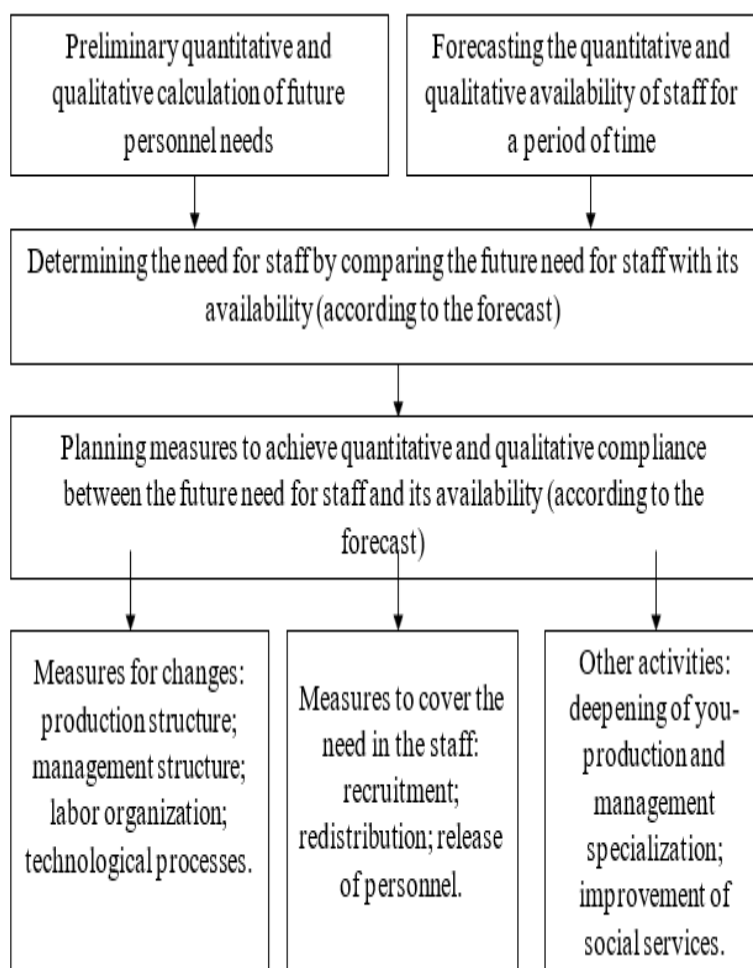 Preliminary quantitative and
qualitative calculation of future
personnel needs
Forecasting the quantitative and
qualitative availability of staff for
a period of time
Determining the need for staff by comparing the future need for staff with its
availability (according to the forecast)
Planning measures to achieve quantitative and qualitative compliance
between the future need for staff and its availability (according to the
forecast)
Measures for changes:
production structure;
management structure;
labor organization;
technological processes.
Measures to cover the
need in the staff:
recruitment;
redistribution; release
of personnel.
Other activities:
deepening of you-
production and
management
specialization;
improvement of
social services.